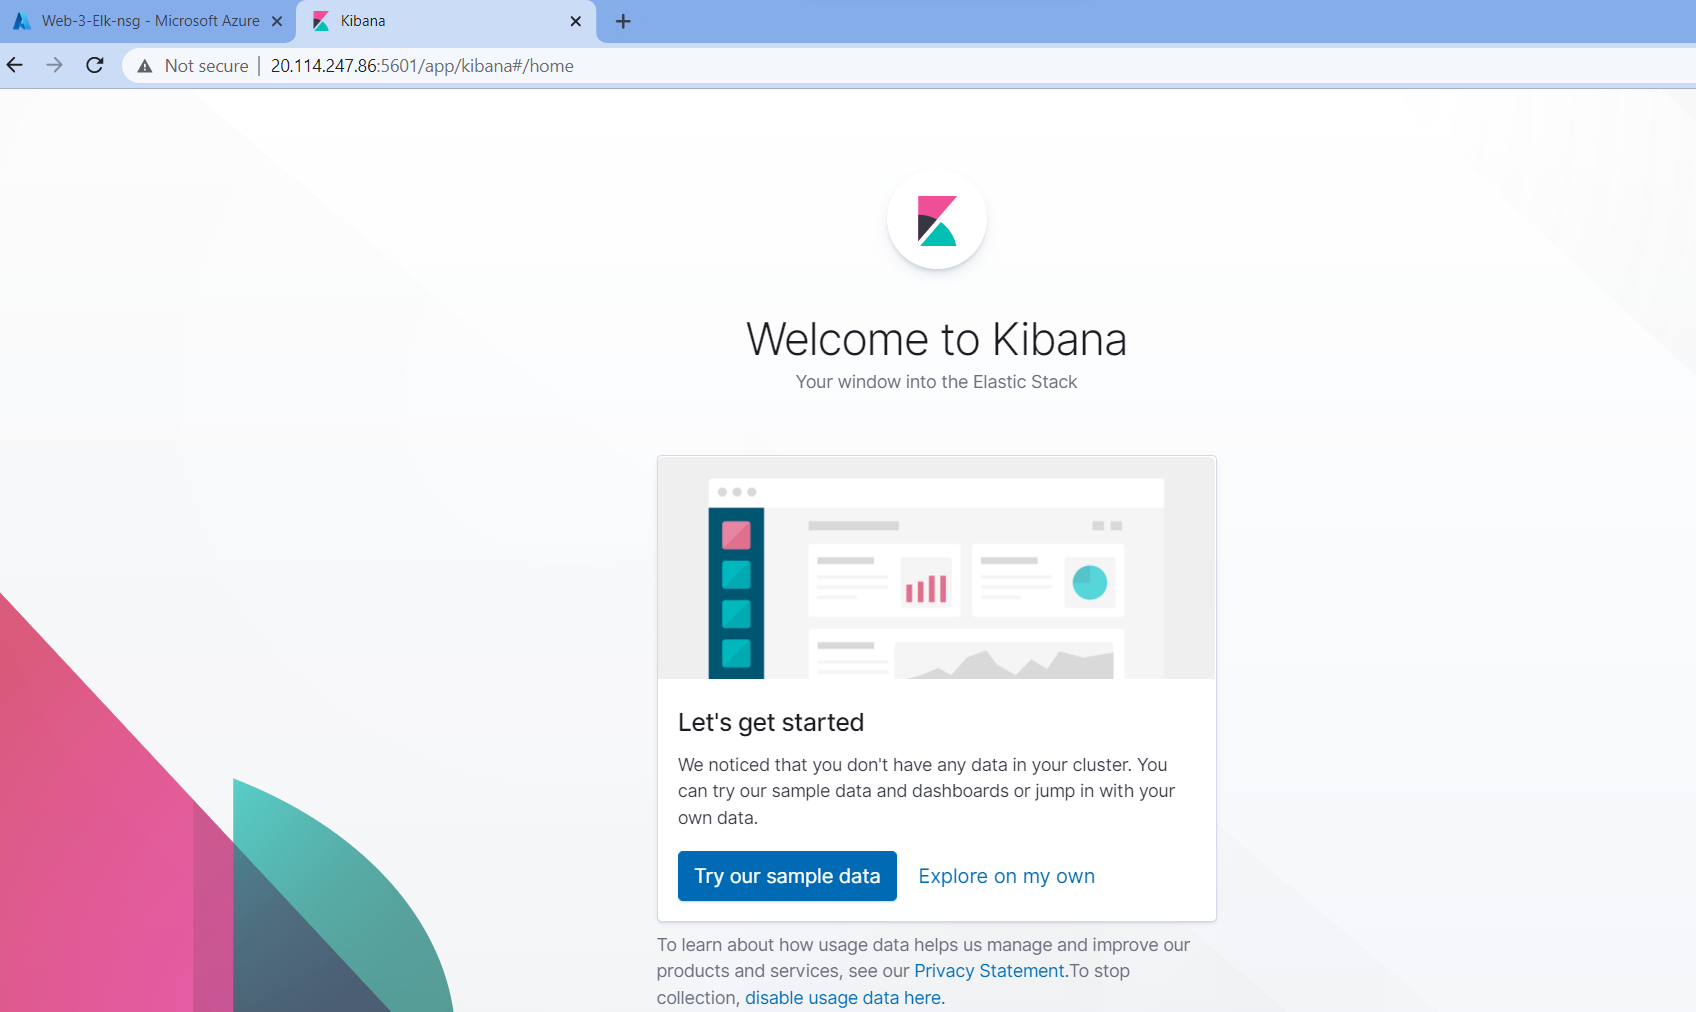 Web-3-Elk-nsg - Microsoft Azure
Kibana
Not secure | 20.114.247.86:5601/app/kibana#/home
Welcome to Kibana
Your window into the Elastic Stack
Let's get started
We noticed that you don't have any data in your cluster. You
can try our sample data and dashboards or jump in with your
own data.
Try our sample data
Explore on my own
To learn about how usage data helps us manage and improve our
products and services, see our Privacy Statement.To stop
collection, disable usage data here.